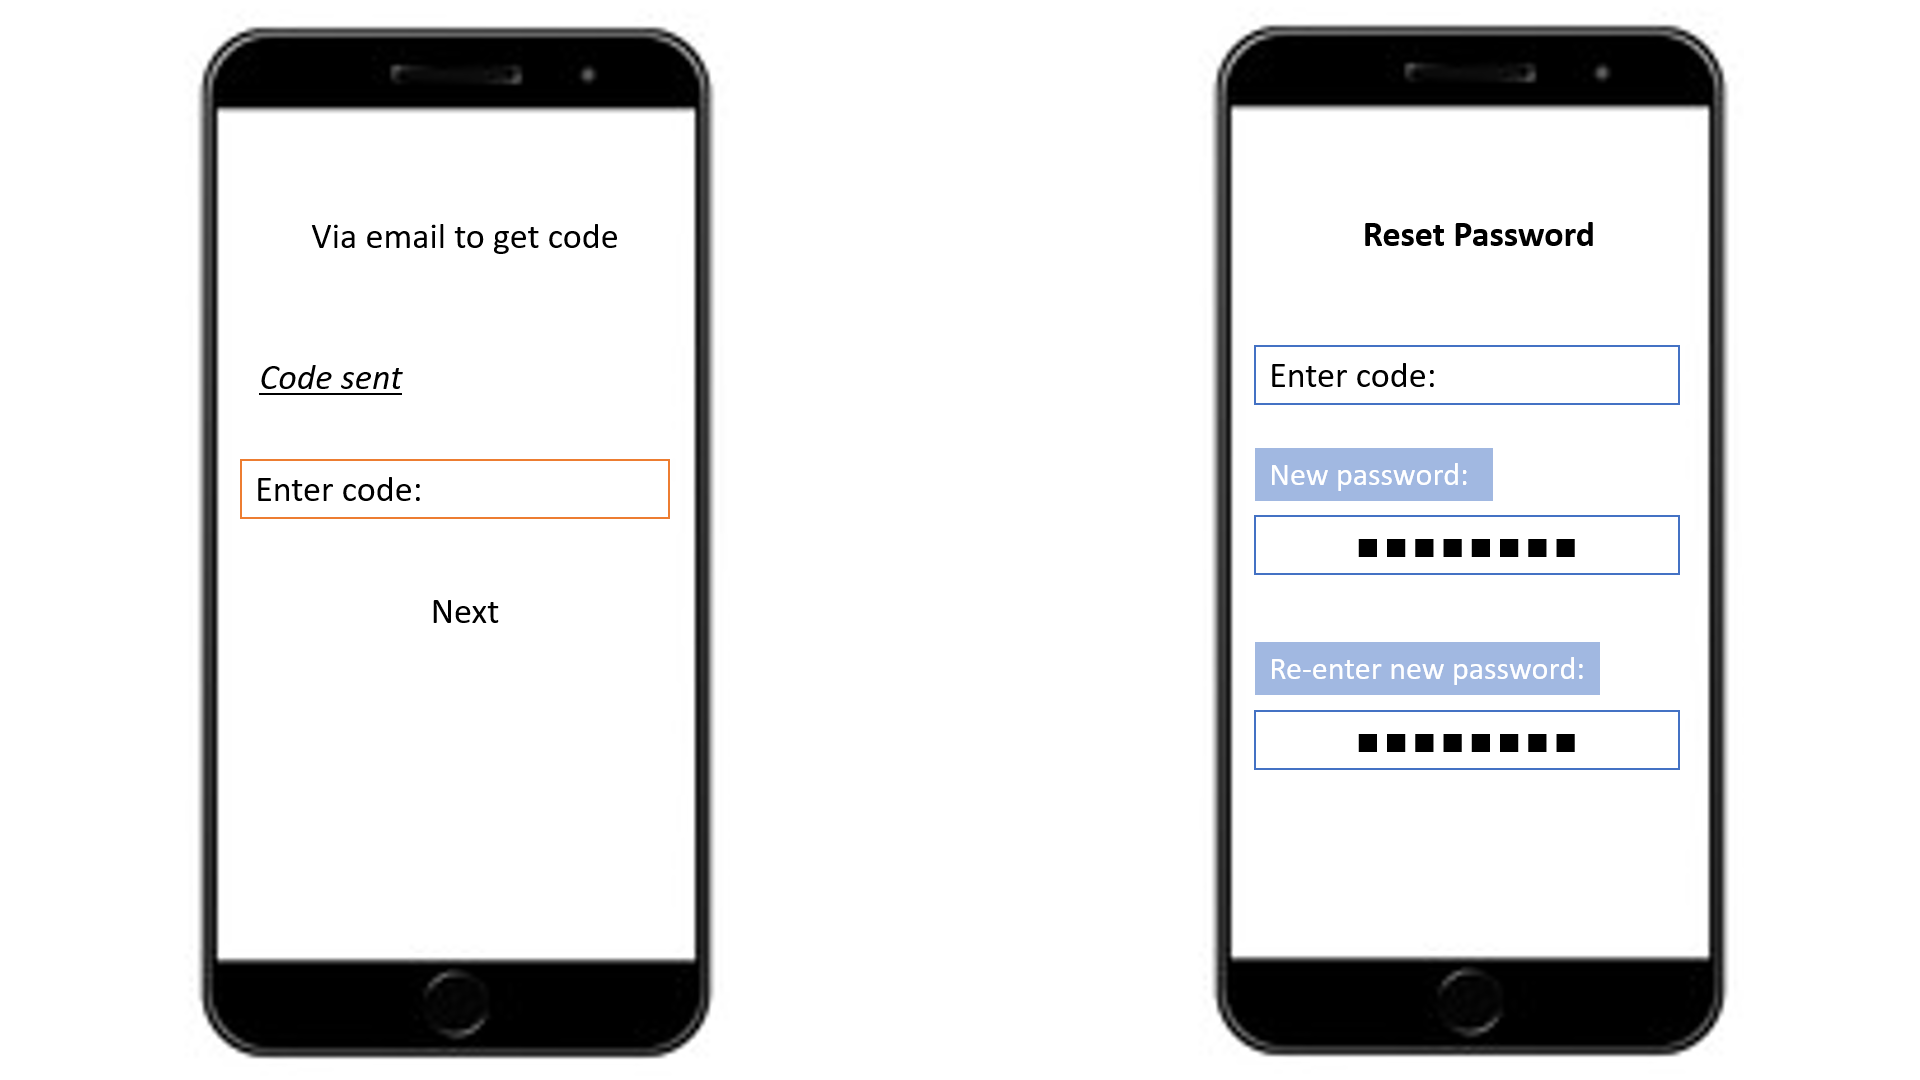 Via email to get code
Code sent
Enter code:
Next
Reset Password
Enter code:
New password:
Re-enter new password: